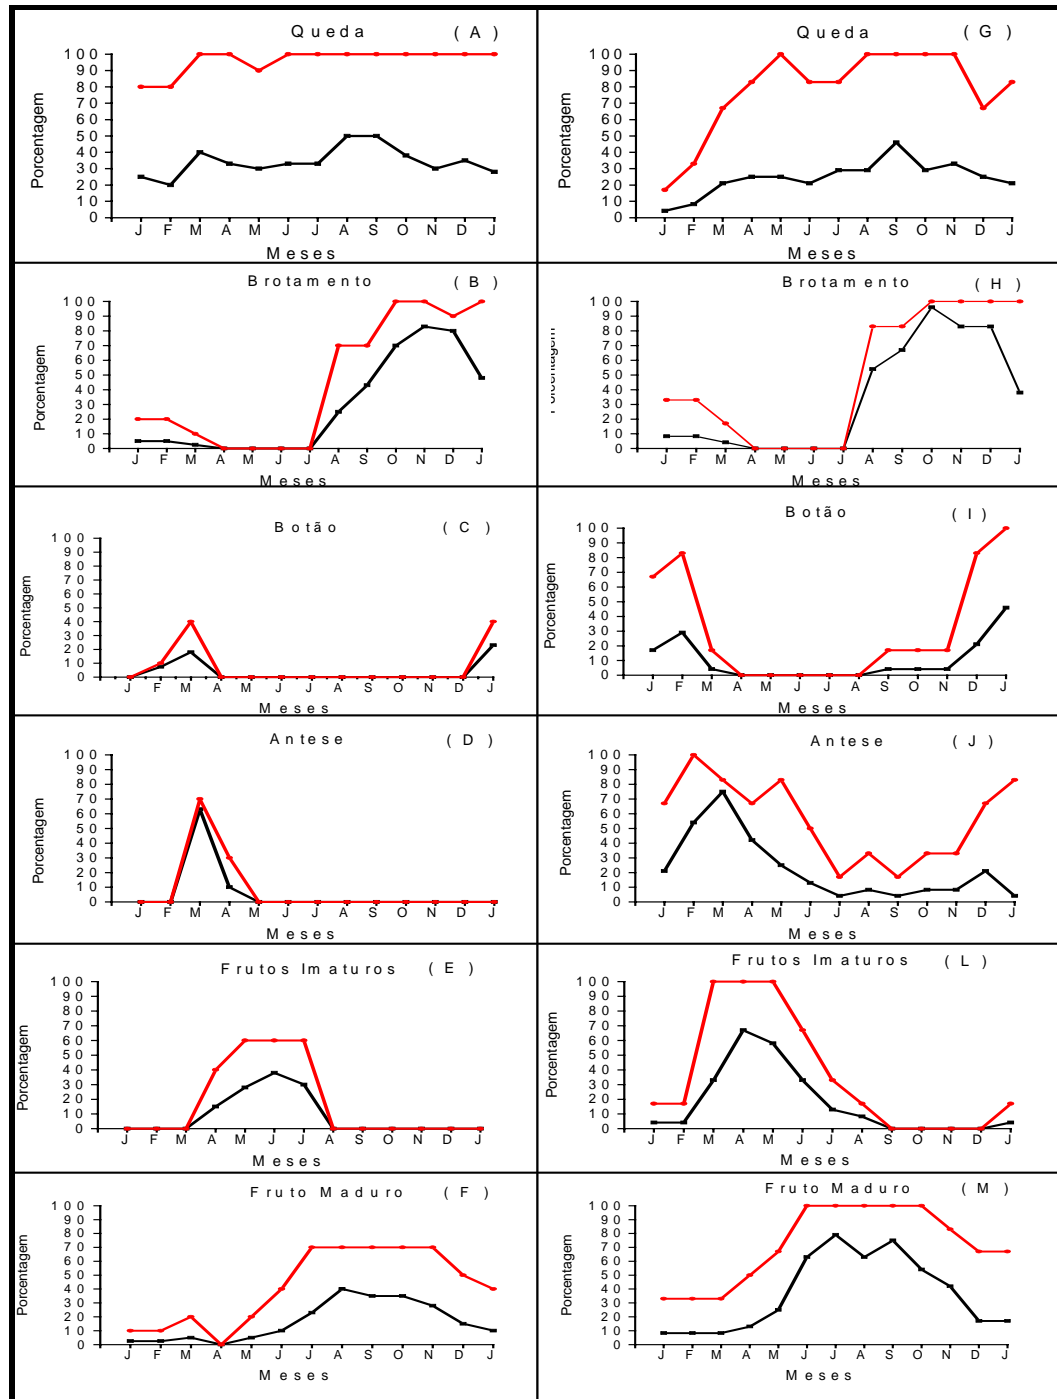 Queda (A)
Porcentagem
100
90
80
70
60
50
40
30
20
10
0
J F M A M J J A S O N D J
Meses
Queda (G)
Porcentagem
100
90
80
70
60
50
40
30
20
10
0
J F M A M J J A S O N D J
Meses
Brotamento (B)
Porcentagem
100
90
80
70
60
50
40
30
20
10
0
J F M A M J J A S O N D J
Meses
Brotamento (H)
Porcentagem
100
90
80
70
60
50
40
30
20
10
0
J F M A M J J A S O N D J
Meses
Botão (C)
Porcentagem
100
90
80
70
60
50
40
30
20
10
0
J F M A M J J A S O N D J
Meses
Botão (I)
Porcentagem
100
90
80
70
60
50
40
30
20
10
0
J F M A M J J A S O N D J
Meses
Antese (D)
Porcentagem
100
90
80
70
60
50
40
30
20
10
0
J F M A M J J A S O N D J
Meses
Antese (J)
Porcentagem
100
90
80
70
60
50
40
30
20
10
0
J F M A M J J A S O N D J
Meses
Frutos Imaturos (E)
Porcentagem
100
90
80
70
60
50
40
30
20
10
0
J F M A M J J A S O N D J
Meses
Frutos Imaturos (L)
Porcentagem
100
90
80
70
60
50
40
30
20
10
0
J F M A M J J A S O N D J
Meses
Fruto Maduro (F)
Porcentagem
100
90
80
70
60
50
40
30
20
10
0
J F M A M J J A S O N D J
Meses
Fruto Maduro (M)
Porcentagem
100
90
80
70
60
50
40
30
20
10
0
J F M A M J J A S O N D J
Meses